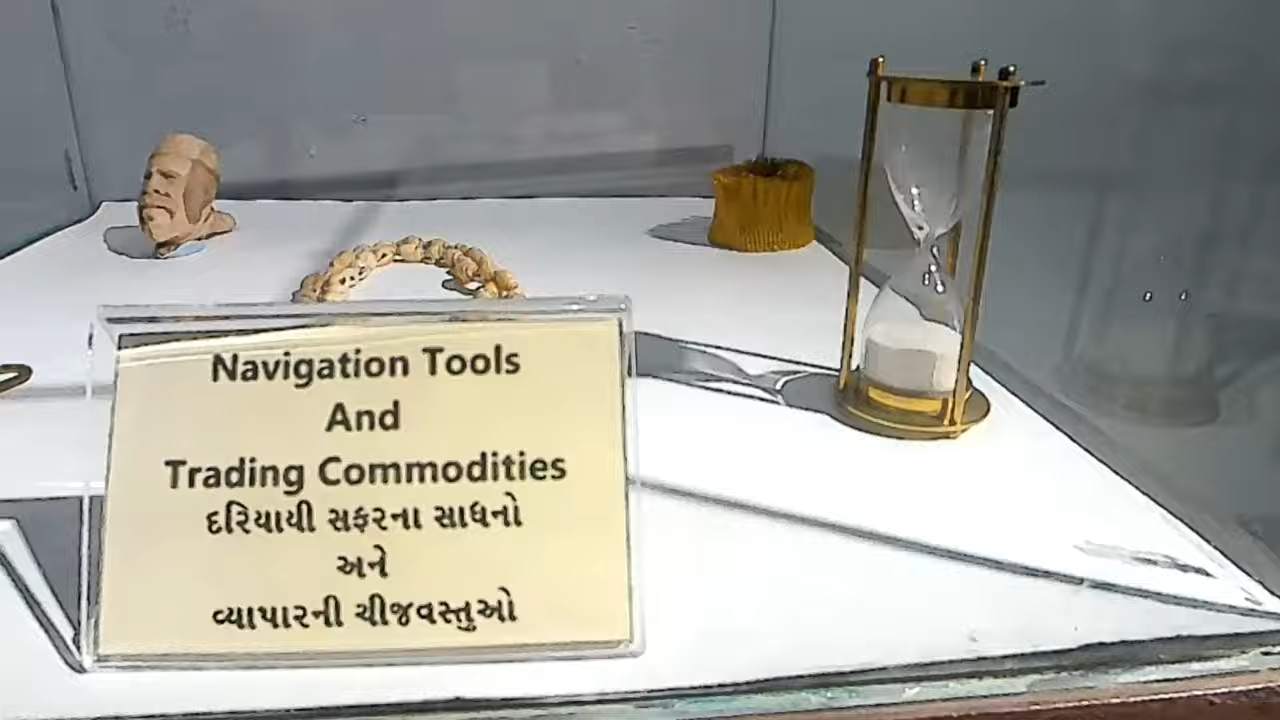 Navigation Tools
And
Trading Commodities
દરિયાયી સફરના સાધનો
અને
વ્યાપારની ચીજવસ્તુઓ